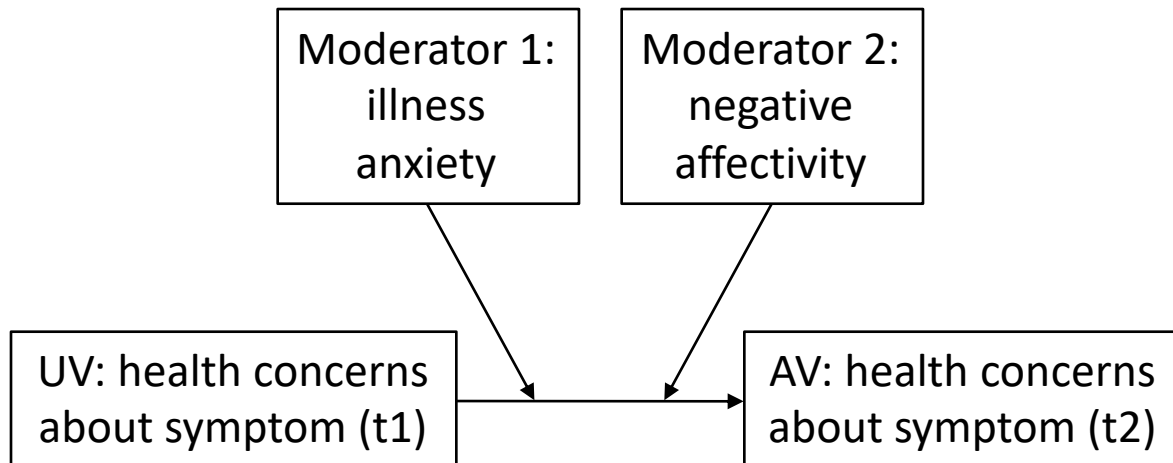 Moderator 1:
illness
anxiety
Moderator 2:
negative
affectivity
UV: health concerns
about symptom (t1)
AV: health concerns
about symptom (t2)